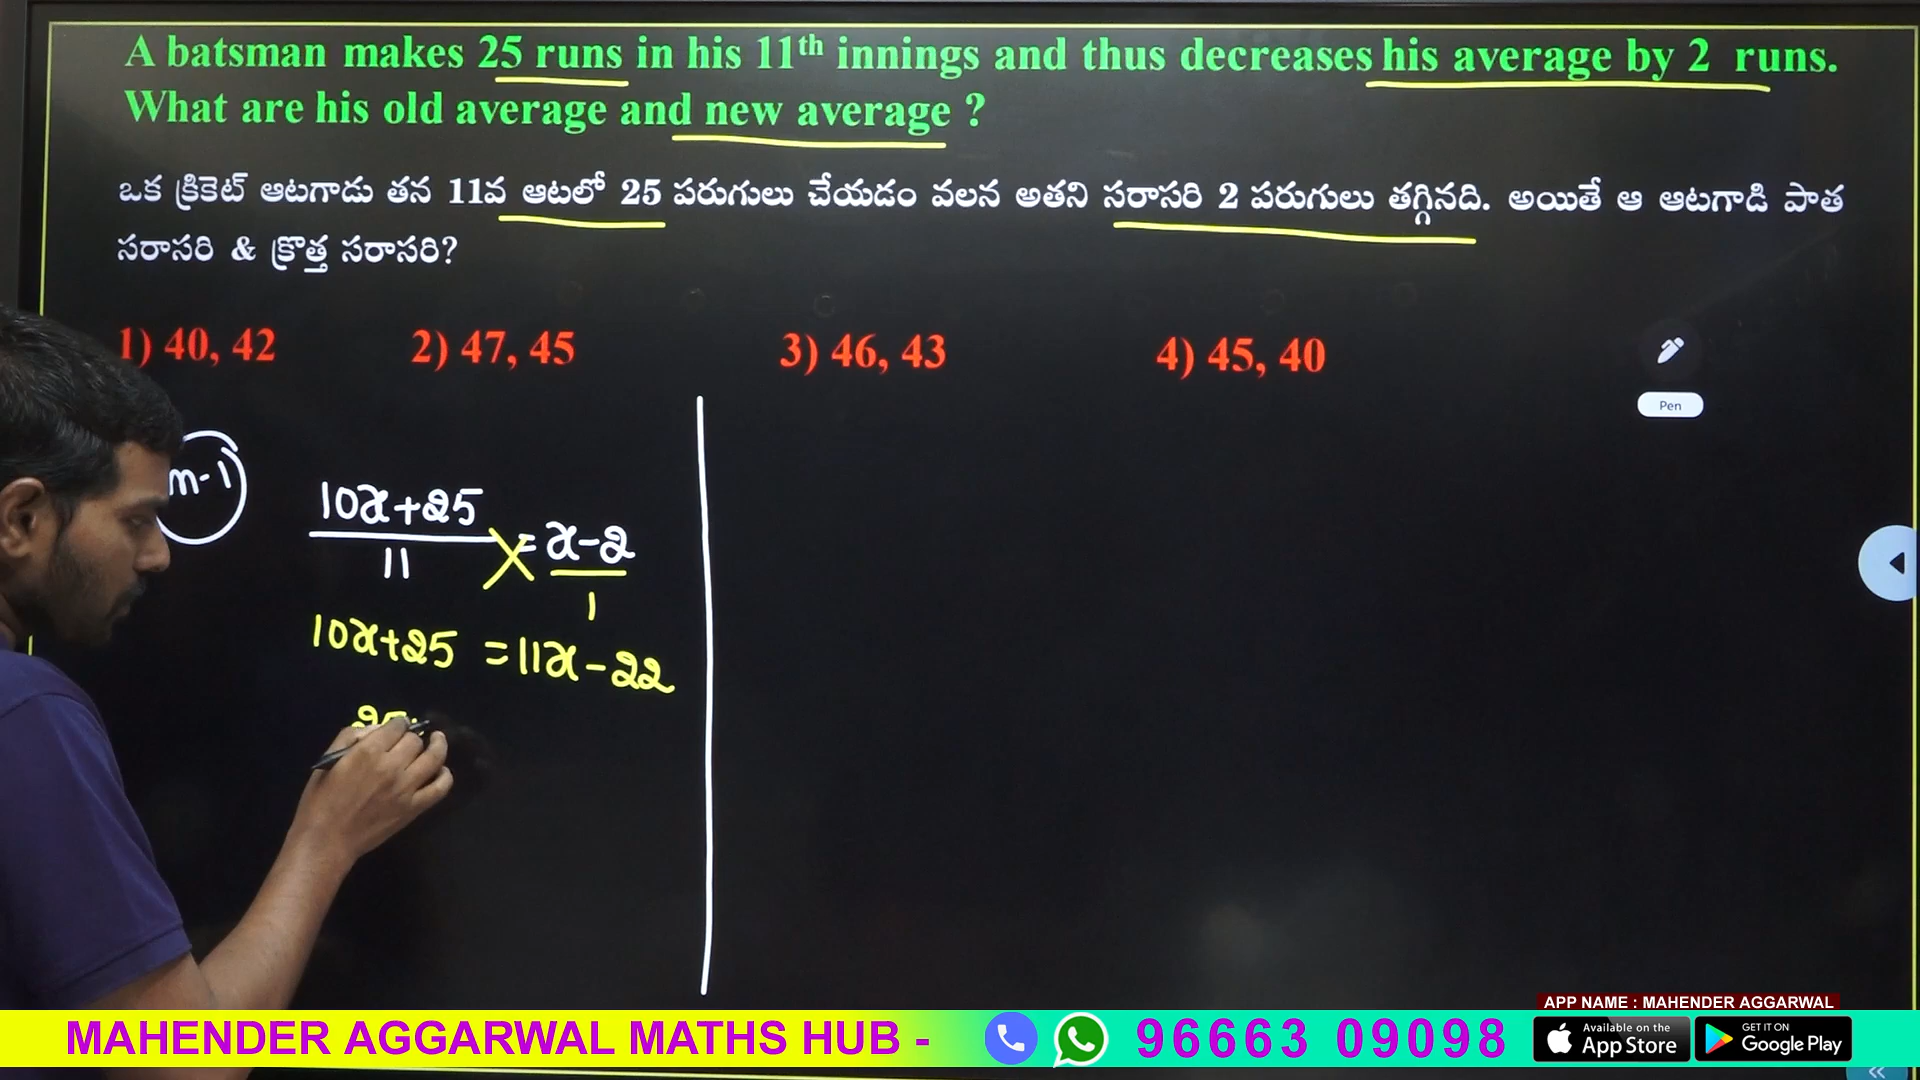 A batsman makes 25 runs in his 11th innings and thus decreases his average by 2 runs.
What are his old average and new average ?
ఒక క్రికెట్ ఆటగాడు తన 11వ ఆటలో 25 పరుగులు చేయడం వలన అతని సరాసరి 2 పరుగులు తగ్గినది. అయితే ఆ ఆటగాడి పాత
సరాసరి & క్రొత్త సరాసరి?
1) 40, 42 2) 47, 45 3) 46, 43 4) 45, 40
Pen
m-1
10x+25
11
= x-2
1
10x+25 = 11x-22
APP NAME : MAHENDER AGGARWAL
MAHENDER AGGARWAL MATHS HUB - 96663 09098
Available on the
App Store
GET IT ON
Google Play